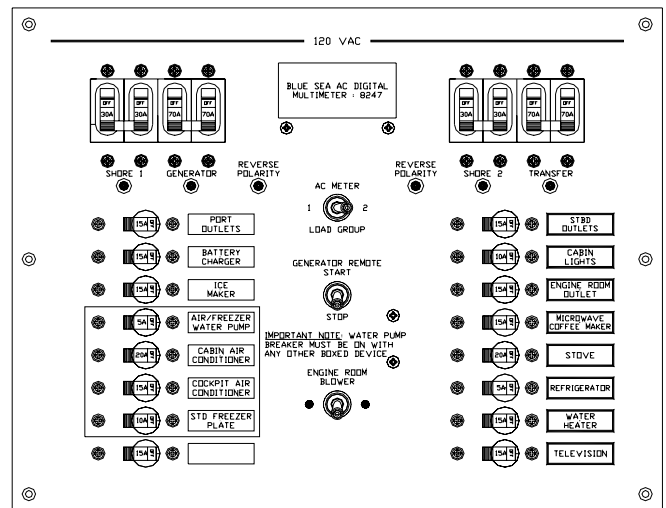 120 VAC
OFF
30A
OFF
30A
OFF
70A
OFF
70A
BLUE SEA AC DIGITAL
MULTIMETER : 8247
OFF
30A
OFF
30A
OFF
70A
OFF
70A
SHORE 1
GENERATOR
REVERSE
POLARITY
REVERSE
POLARITY
SHORE 2
TRANSFER
AC METER
1
2
LOAD GROUP
15A
PORT
OUTLETS
15A
BATTERY
CHARGER
15A
ICE
MAKER
5A
AIR/FREEZER
WATER PUMP
20A
CABIN AIR
CONDITIONER
15A
COCKPIT AIR
CONDITIONER
10A
STD FREEZER
PLATE
15A
GENERATOR REMOTE
START
STOP
IMPORTANT NOTE: WATER PUMP
BREAKER MUST BE ON WITH
ANY OTHER BOXED DEVICE
ENGINE ROOM
BLOWER
15A
STBD
OUTLETS
10A
CABIN
LIGHTS
15A
ENGINE ROOM
OUTLET
15A
MICROWAVE
COFFEE MAKER
20A
STOVE
5A
REFRIGERATOR
15A
WATER
HEATER
15A
TELEVISION